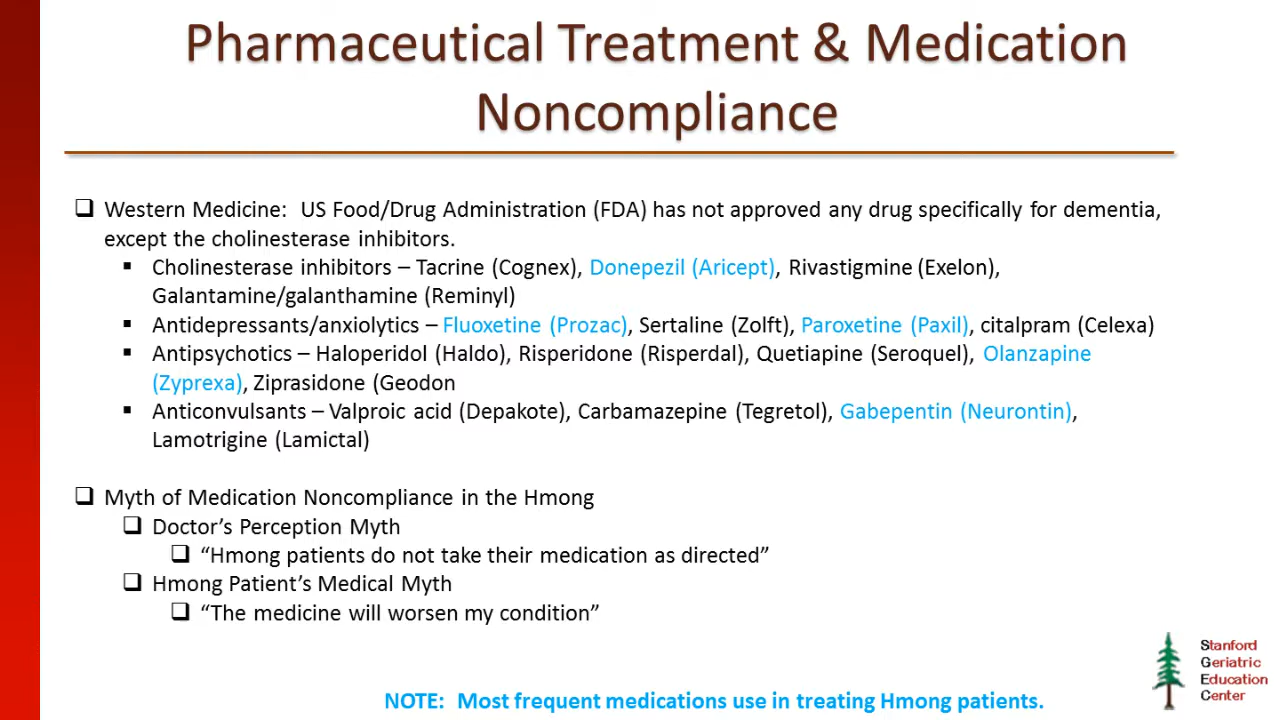 Pharmaceutical Treatment & Medication
Noncompliance
❑ Western Medicine:  US Food/Drug Administration (FDA) has not approved any drug specifically for dementia,
except the cholinesterase inhibitors.
▪ Cholinesterase inhibitors – Tacrine (Cognex), Donepezil (Aricept), Rivastigmine (Exelon),
Galantamine/galanthamine (Reminyl)
▪ Antidepressants/anxiolytics – Fluoxetine (Prozac), Sertaline (Zolft), Paroxetine (Paxil), citalpram (Celexa)
▪ Antipsychotics – Haloperidol (Haldo), Risperidone (Risperdal), Quetiapine (Seroquel), Olanzapine
(Zyprexa), Ziprasidone (Geodon
▪ Anticonvulsants – Valproic acid (Depakote), Carbamazepine (Tegretol), Gabepentin (Neurontin),
Lamotrigine (Lamictal)
❑ Myth of Medication Noncompliance in the Hmong
❑ Doctor’s Perception Myth
❑ “Hmong patients do not take their medication as directed”
❑ Hmong Patient’s Medical Myth
❑ “The medicine will worsen my condition”
NOTE:  Most frequent medications use in treating Hmong patients.
Stanford
Geriatric
Education
Center